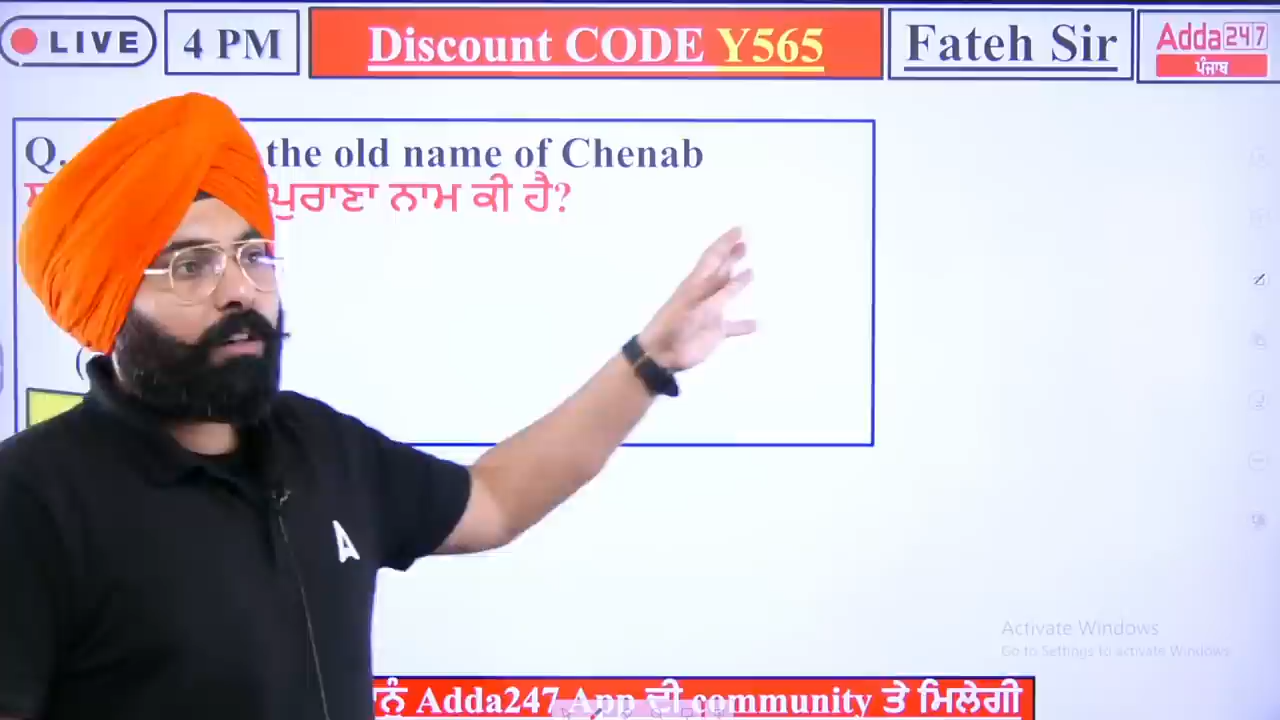 LIVE
4 PM
Discount CODE Y565
Fateh Sir
Adda247
ਪੰਜਾਬ
Q. the old name of Chenab
ਪੁਰਾਣਾ ਨਾਮ ਕੀ ਹੈ?
A
Activate Windows
Go to Settings to activate Windows.
Adda247 App ਦੀ community ਤੇ ਮਿਲੇਗੀ